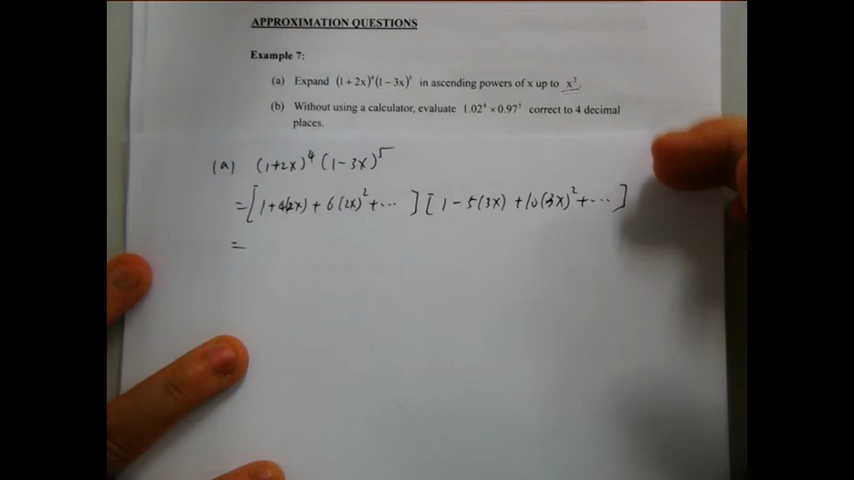 APPROXIMATION QUESTIONS
Example 7:
(a) Expand (1 + 2x)⁴(1 − 3x)⁵ in ascending powers of x up to x².
(b) Without using a calculator, evaluate 1.02⁴ × 0.97⁵ correct to 4 decimal
places.
(a) (1+2x)⁴ (1-3x)⁵
= [1+4(2x) + 6(2x)² + ... ] [1 - 5(3x) + 10(3x)² + ... ]
=